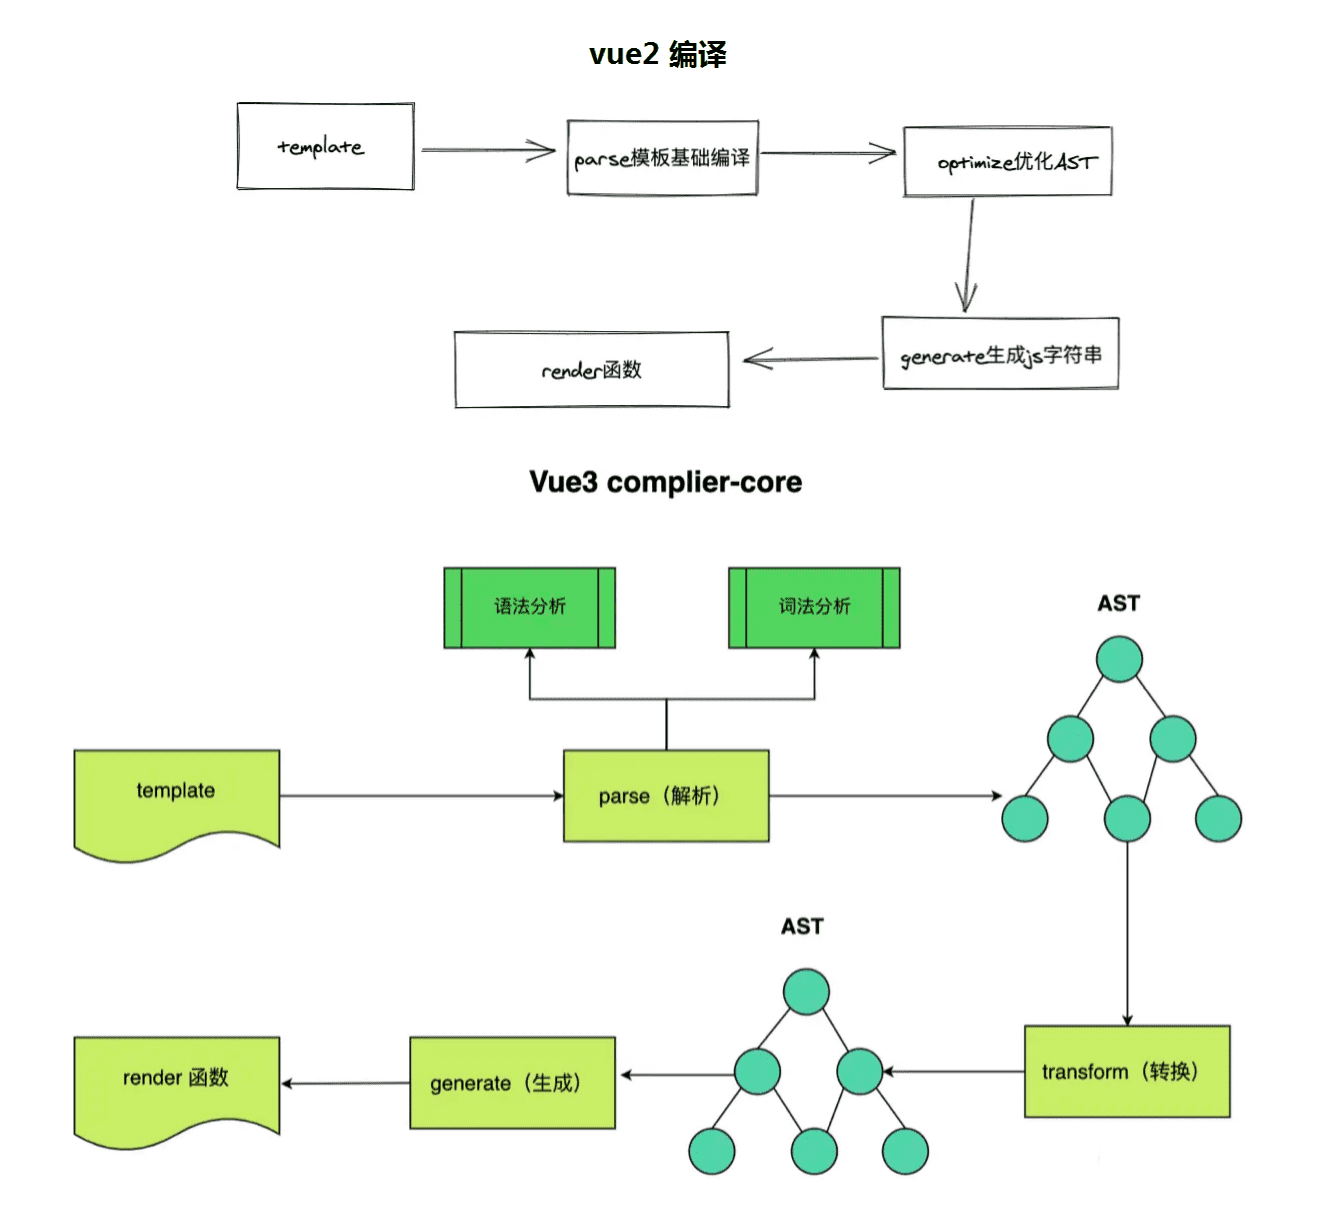 vue2 编译
template
parse模板基础编译
optimize优化AST
generate生成js字符串
render函数
Vue3 complier-core
语法分析
词法分析
AST
template
parse（解析）
AST
render 函数
generate（生成）
transform（转换）